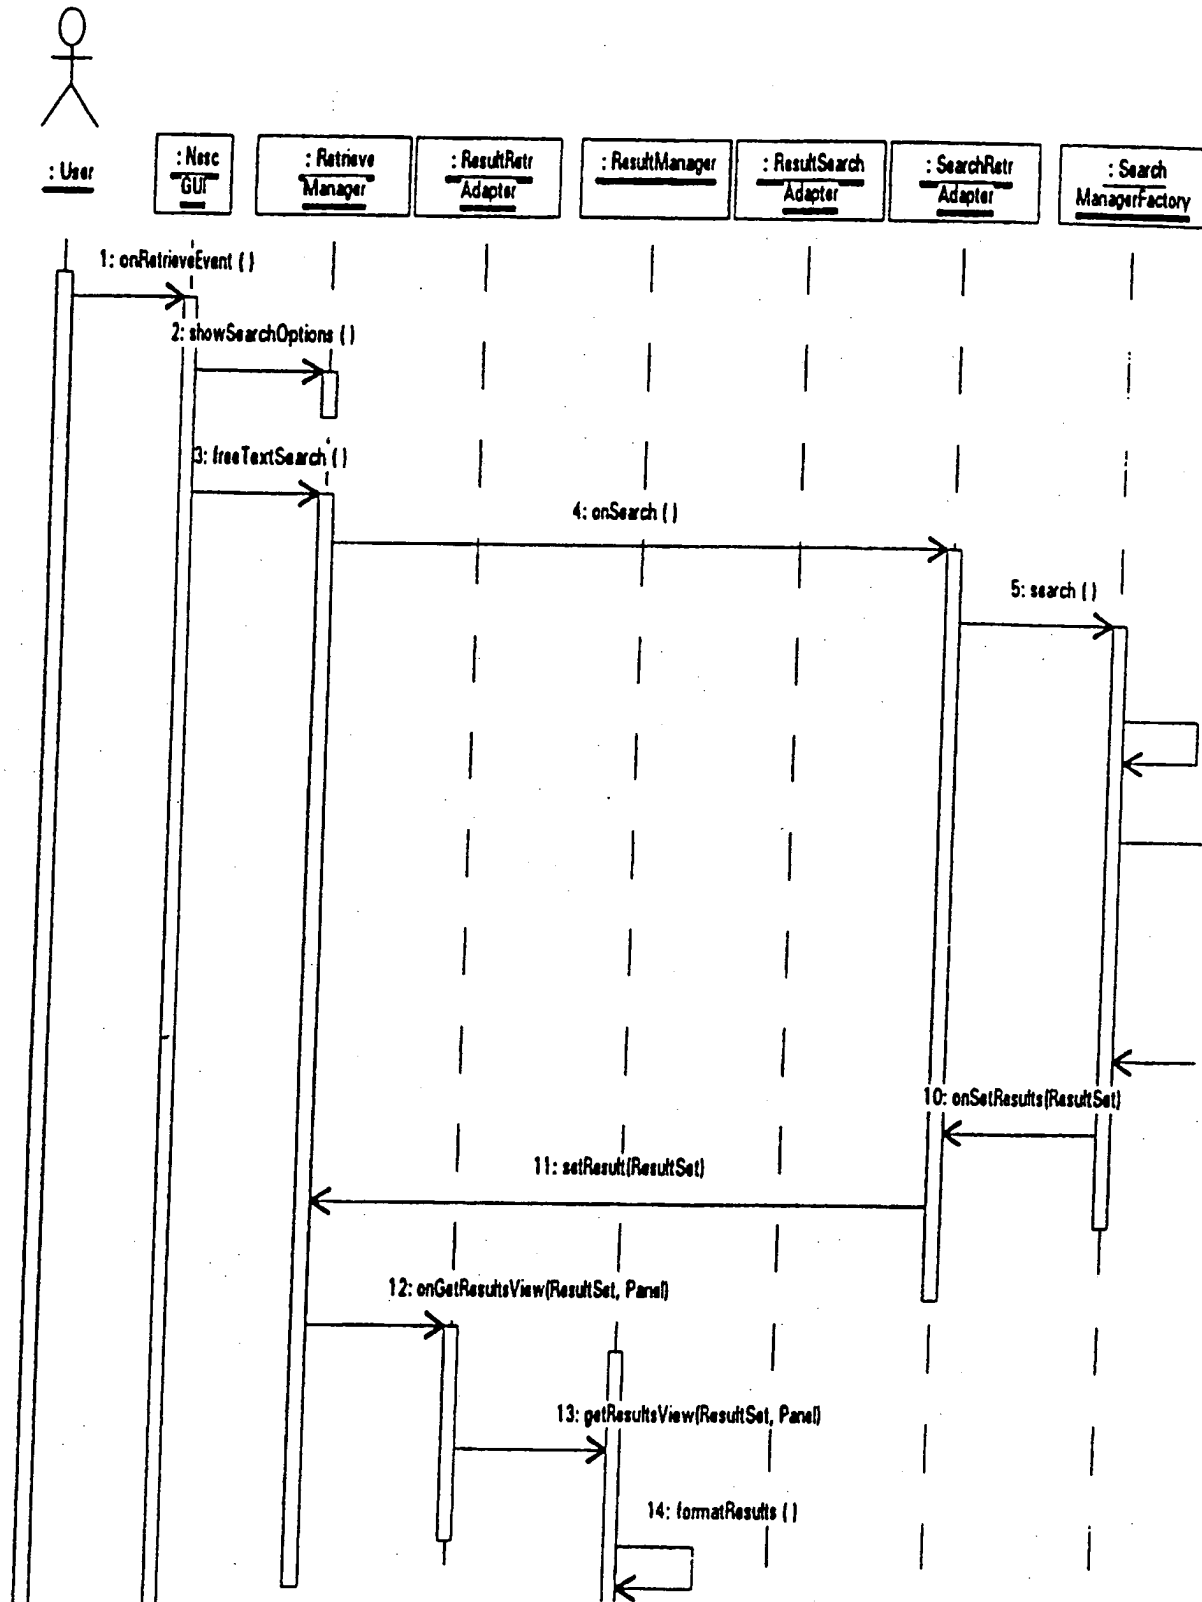 : User
: Nesc
GUI
: Retrieve
Manager
: ResultRetr
Adapter
: ResultManager
: ResultSearch
Adapter
: SearchRetr
Adapter
: Search
ManagerFactory
1: onRetrieveEvent ( )
2: showSearchOptions ( )
3: freeTextSearch ( )
4: onSearch ( )
5: search ( )
10: onSetResults(ResultSet)
11: setResult(ResultSet)
12: onGetResultsView(ResultSet, Panel)
13: getResultsView(ResultSet, Panel)
14: formatResults ( )